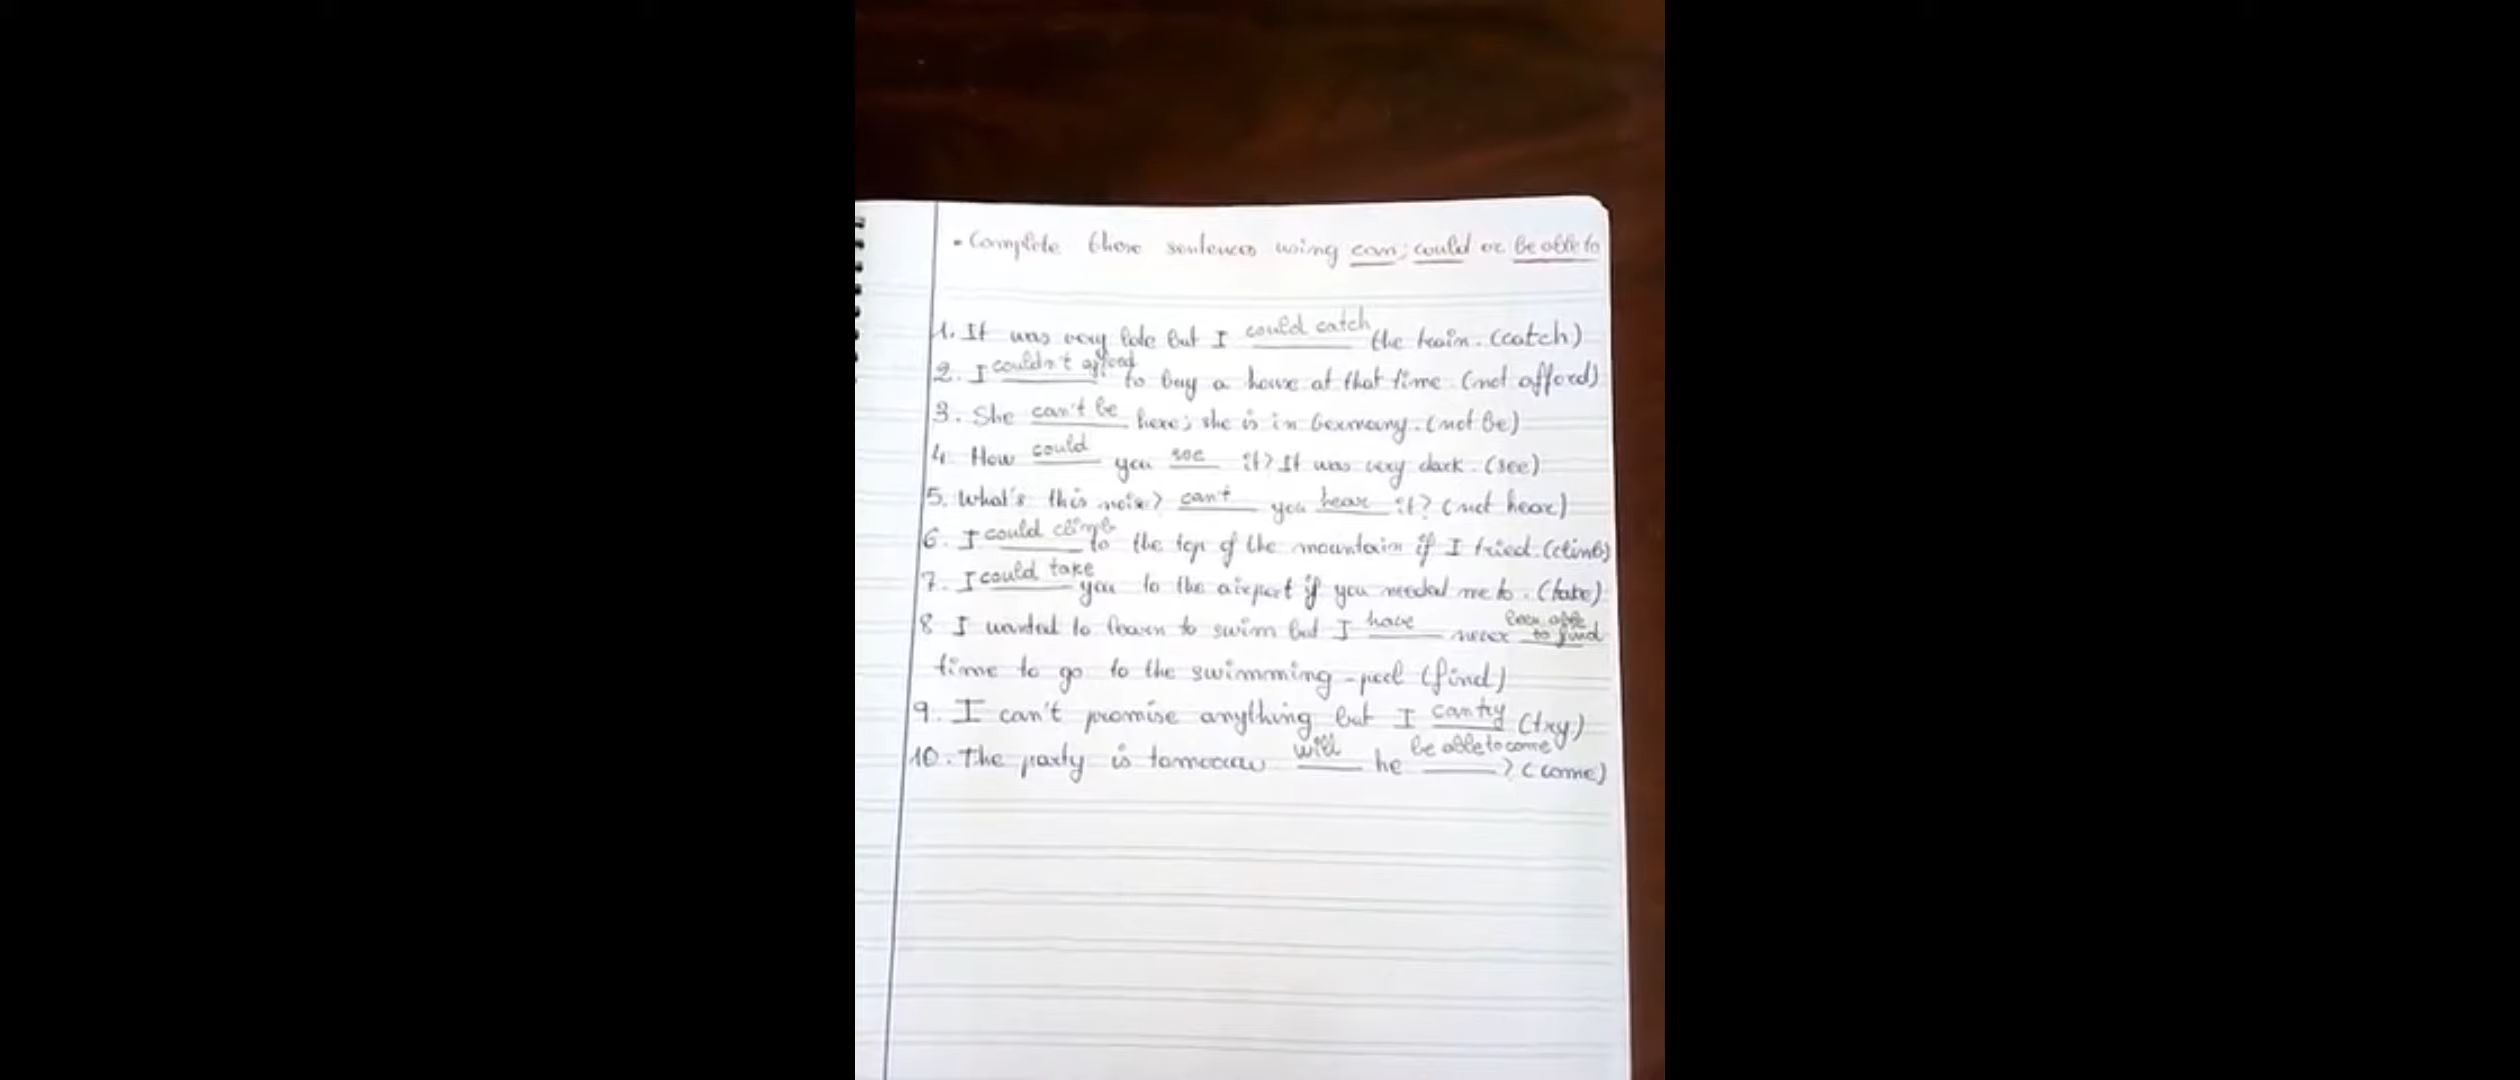 - Complete these sentences using can; could or be able to
1. It was very late but I could catch the train. (catch)
2. I couldn't afford to buy a house at that time (not afford)
3. She can't be here; she is in Germany. (not be)
4. How could you see it? It was very dark. (see)
5. What's this noise? can't you hear it? (not hear)
6. I could climb to the top of the mountain if I tried. (climb)
7. I could take you to the airport if you needed me to. (take)
8 I wanted to learn to swim but I have never been able to find
time to go to the swimming-pool (find)
9. I can't promise anything but I can try (try)
10. The party is tomorrow will he be able to come? (come)